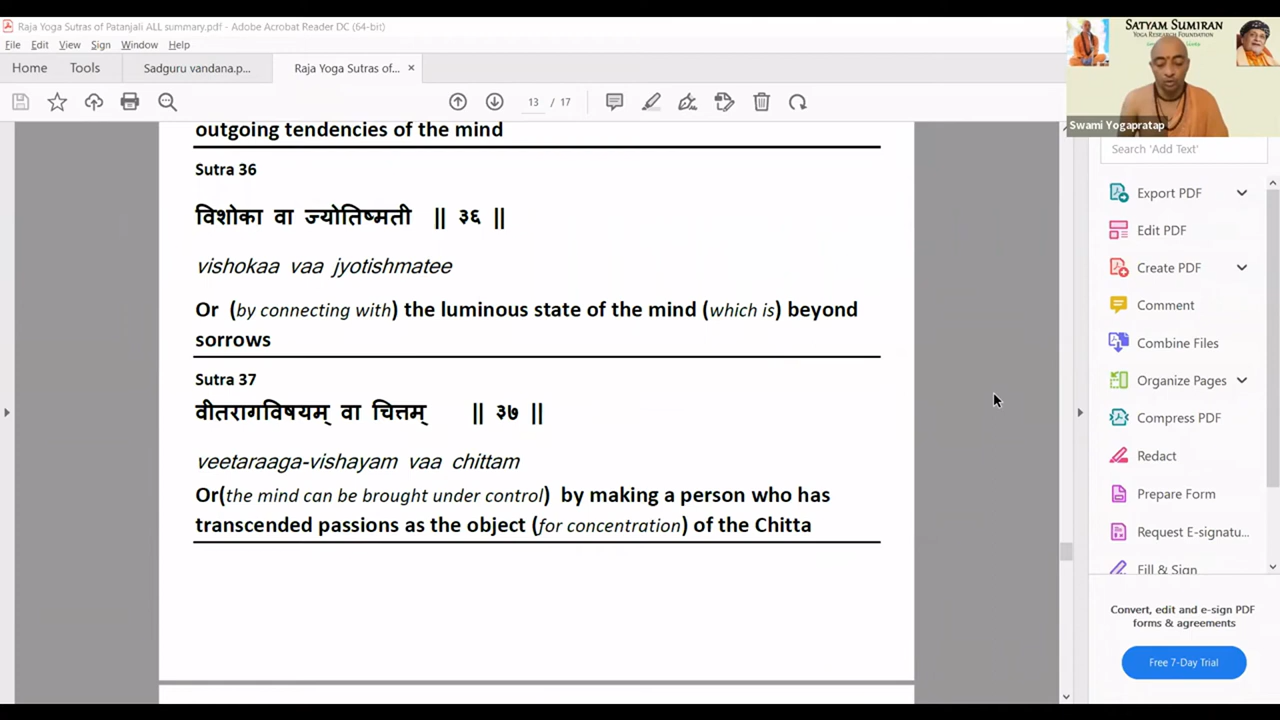 Raja Yoga Sutras of Patanjali ALL summary.pdf - Adobe Acrobat Reader DC (64-bit)
File Edit View Sign Window Help
Home Tools Sadguru vandana.p... Raja Yoga Sutras of... ×
13 / 17
SATYAM SUMIRAN
YOGA RESEARCH FOUNDATION
Swami Yogapratap
outgoing tendencies of the mind
Sutra 36
विशोका वा ज्योतिष्मती || ३६ ||
vishokaa vaa jyotishmatee
Or (by connecting with) the luminous state of the mind (which is) beyond
sorrows
Sutra 37
वीतरागविषयम् वा चित्तम् || ३७ ||
veetaraaga-vishayam vaa chittam
Or(the mind can be brought under control) by making a person who has
transcended passions as the object (for concentration) of the Chitta
Search 'Add Text'
Export PDF
Edit PDF
Create PDF
Comment
Combine Files
Organize Pages
Compress PDF
Redact
Prepare Form
Request E-signatu...
Fill & Sign
Convert, edit and e-sign PDF
forms & agreements
Free 7-Day Trial